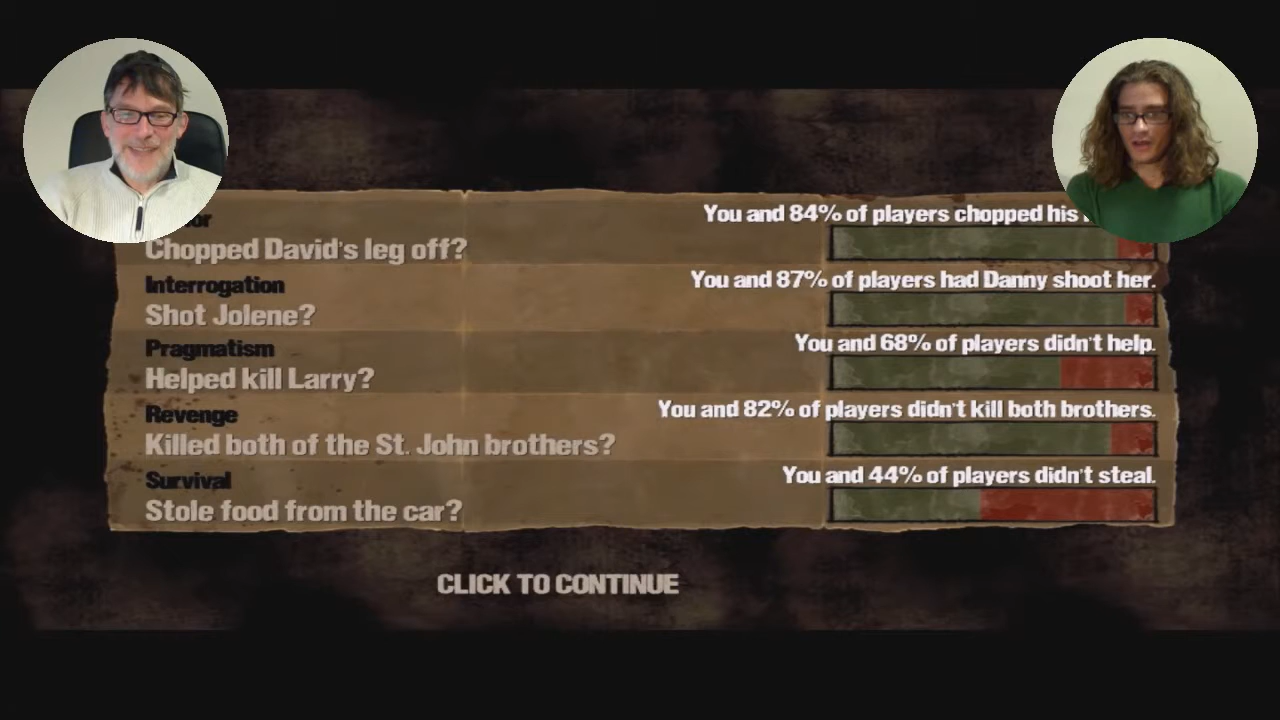 You and 84% of players chopped his
Chopped David's leg off?
Interrogation
You and 87% of players had Danny shoot her.
Shot Jolene?
Pragmatism
You and 68% of players didn't help.
Helped kill Larry?
Revenge
You and 82% of players didn't kill both brothers.
Killed both of the St. John brothers?
Survival
You and 44% of players didn't steal.
Stole food from the car?
CLICK TO CONTINUE